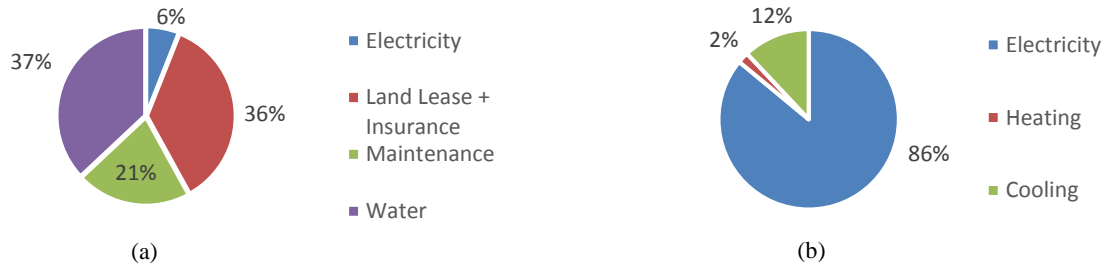 6%
37%
36%
21%
Electricity
Land Lease +
Insurance
Maintenance
Water
(a)
12%
2%
86%
Electricity
Heating
Cooling
(b)